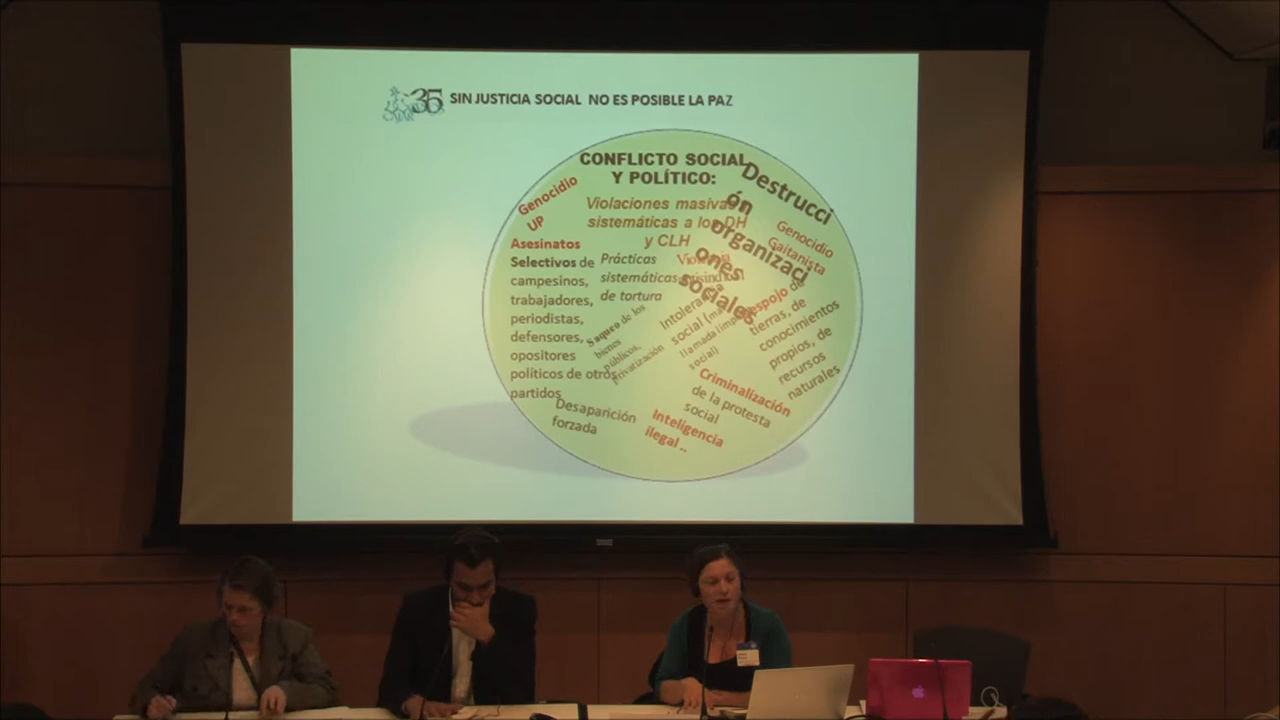 35 SIN JUSTICIA SOCIAL NO ES POSIBLE LA PAZ
CONFLICTO SOCIAL
Y POLÍTICO:
Genocidio
UP
Violaciones masivas
sistemáticas a los DH
y CLH
Destrucci
ón
organizaci
ones
sociales
Genocidio
Gaitanista
Asesinatos
Selectivos de
campesinos,
trabajadores,
periodistas,
defensores,
opositores
políticos de otros
partidos
Prácticas
sistemáticas
de tortura
Saqueo de los
bienes
públicos,
Privatización
Intolerancia
social (
llamada limp
social)
de
tierras, de
conocimientos
propios, de
recursos
naturales
Criminalización
de la protesta
social
Desaparición
forzada
Inteligencia
ilegal ..